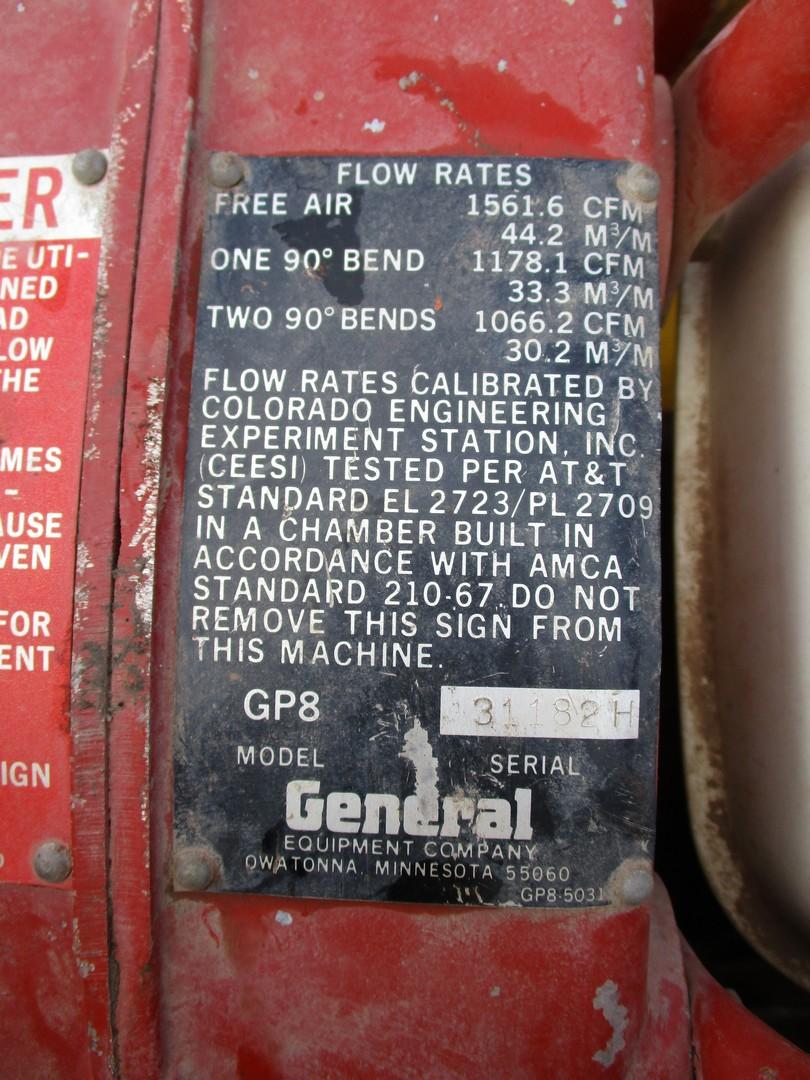 ER
E UTI-
NED
AD
LOW
THE
MES
-
AUSE
VEN
FOR
ENT
IGN
FLOW RATES
FREE AIR 1561.6 CFM
44.2 M³/M
ONE 90° BEND 1178.1 CFM
33.3 M³/M
TWO 90° BENDS 1066.2 CFM
30.2 M³/M
FLOW RATES CALIBRATED BY
COLORADO ENGINEERING
EXPERIMENT STATION, INC.
(CEESI) TESTED PER AT&T
STANDARD EL 2723/PL 2709
IN A CHAMBER BUILT IN
ACCORDANCE WITH AMCA
STANDARD 210-67. DO NOT
REMOVE THIS SIGN FROM
THIS MACHINE.
GP8 31182H
MODEL SERIAL
General
EQUIPMENT COMPANY
OWATONNA, MINNESOTA 55060
GP8-5031